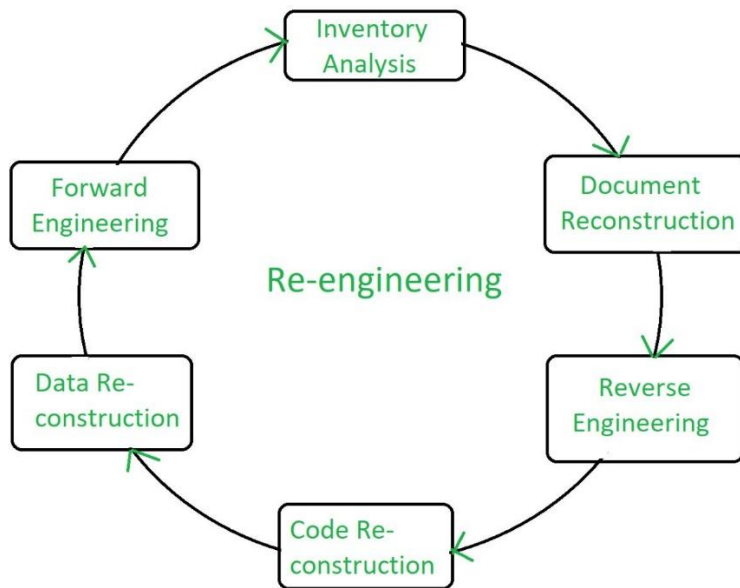 Inventory
Analysis
Document
Reconstruction
Reverse
Engineering
Code Re-
construction
Data Re-
construction
Forward
Engineering
Re-engineering